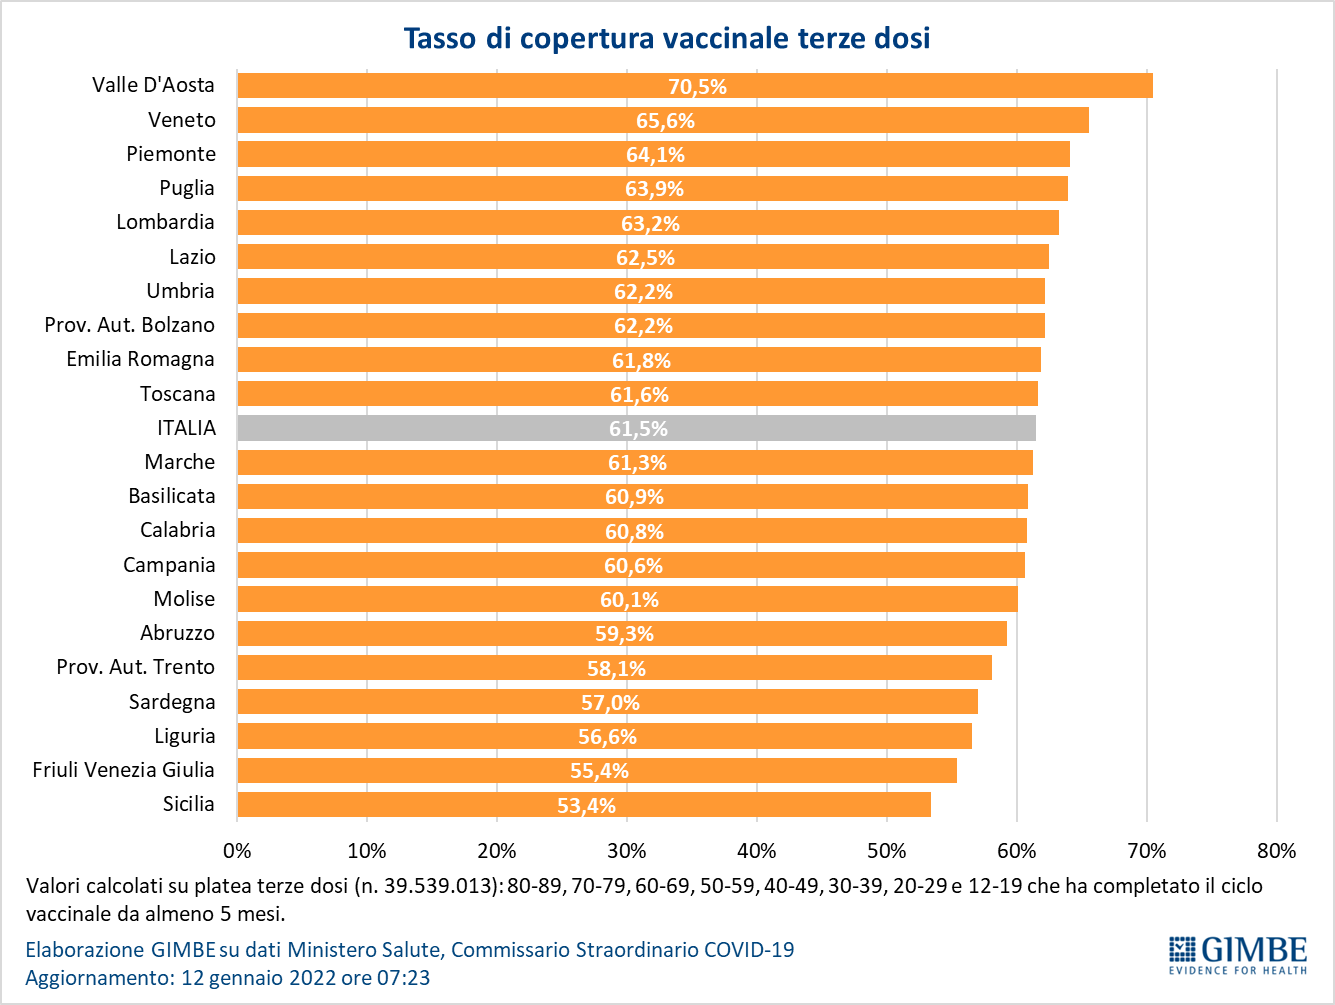 Tasso di copertura vaccinale terze dosi
Valle D'Aosta 70,5%
Veneto 65,6%
Piemonte 64,1%
Puglia 63,9%
Lombardia 63,2%
Lazio 62,5%
Umbria 62,2%
Prov. Aut. Bolzano 62,2%
Emilia Romagna 61,8%
Toscana 61,6%
ITALIA 61,5%
Marche 61,3%
Basilicata 60,9%
Calabria 60,8%
Campania 60,6%
Molise 60,1%
Abruzzo 59,3%
Prov. Aut. Trento 58,1%
Sardegna 57,0%
Liguria 56,6%
Friuli Venezia Giulia 55,4%
Sicilia 53,4%
0% 10% 20% 30% 40% 50% 60% 70% 80%
Valori calcolati su platea terze dosi (n. 39.539.013): 80-89, 70-79, 60-69, 50-59, 40-49, 30-39, 20-29 e 12-19 che ha completato il ciclo
vaccinale da almeno 5 mesi.
Elaborazione GIMBE su dati Ministero Salute, Commissario Straordinario COVID-19
Aggiornamento: 12 gennaio 2022 ore 07:23
GIMBE
EVIDENCE FOR HEALTH